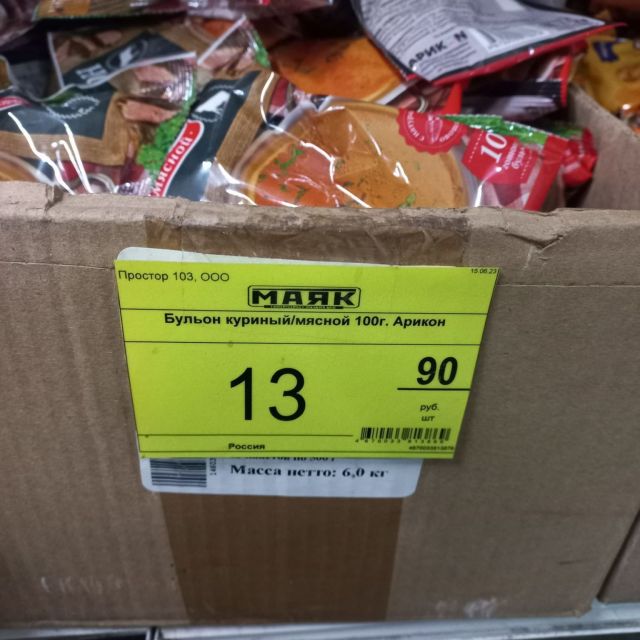 АРИК N
МЯСНОЙ
10
Простор 103, ООО
15.06.23
МАЯК
Бульон куриный/мясной 100г. Арикон
13
90
руб.
шт
Россия
Масса нетто: 6,0 кг